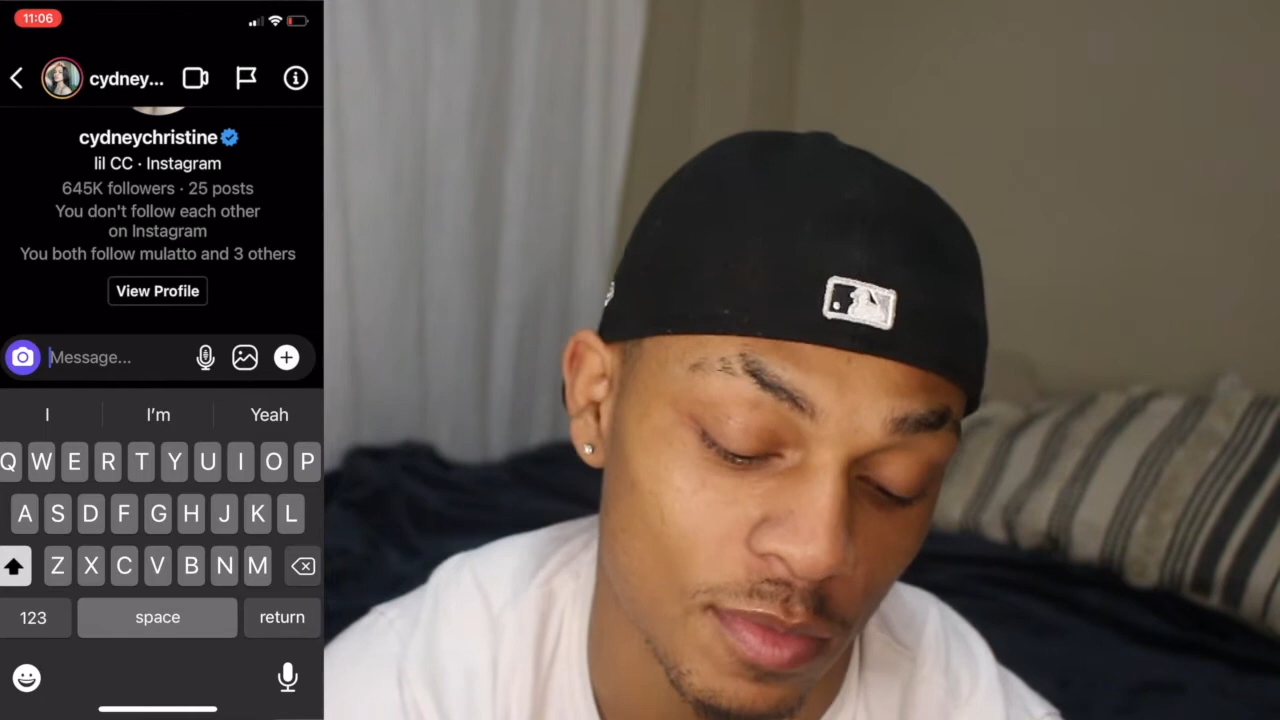 11:06
cydney...
cydneychristine
lil CC · Instagram
645K followers · 25 posts
You don't follow each other
on Instagram
You both follow mulatto and 3 others
View Profile
Message...
I I'm Yeah
Q W E R T Y U I O P
A S D F G H J K L
Z X C V B N M
123 space return